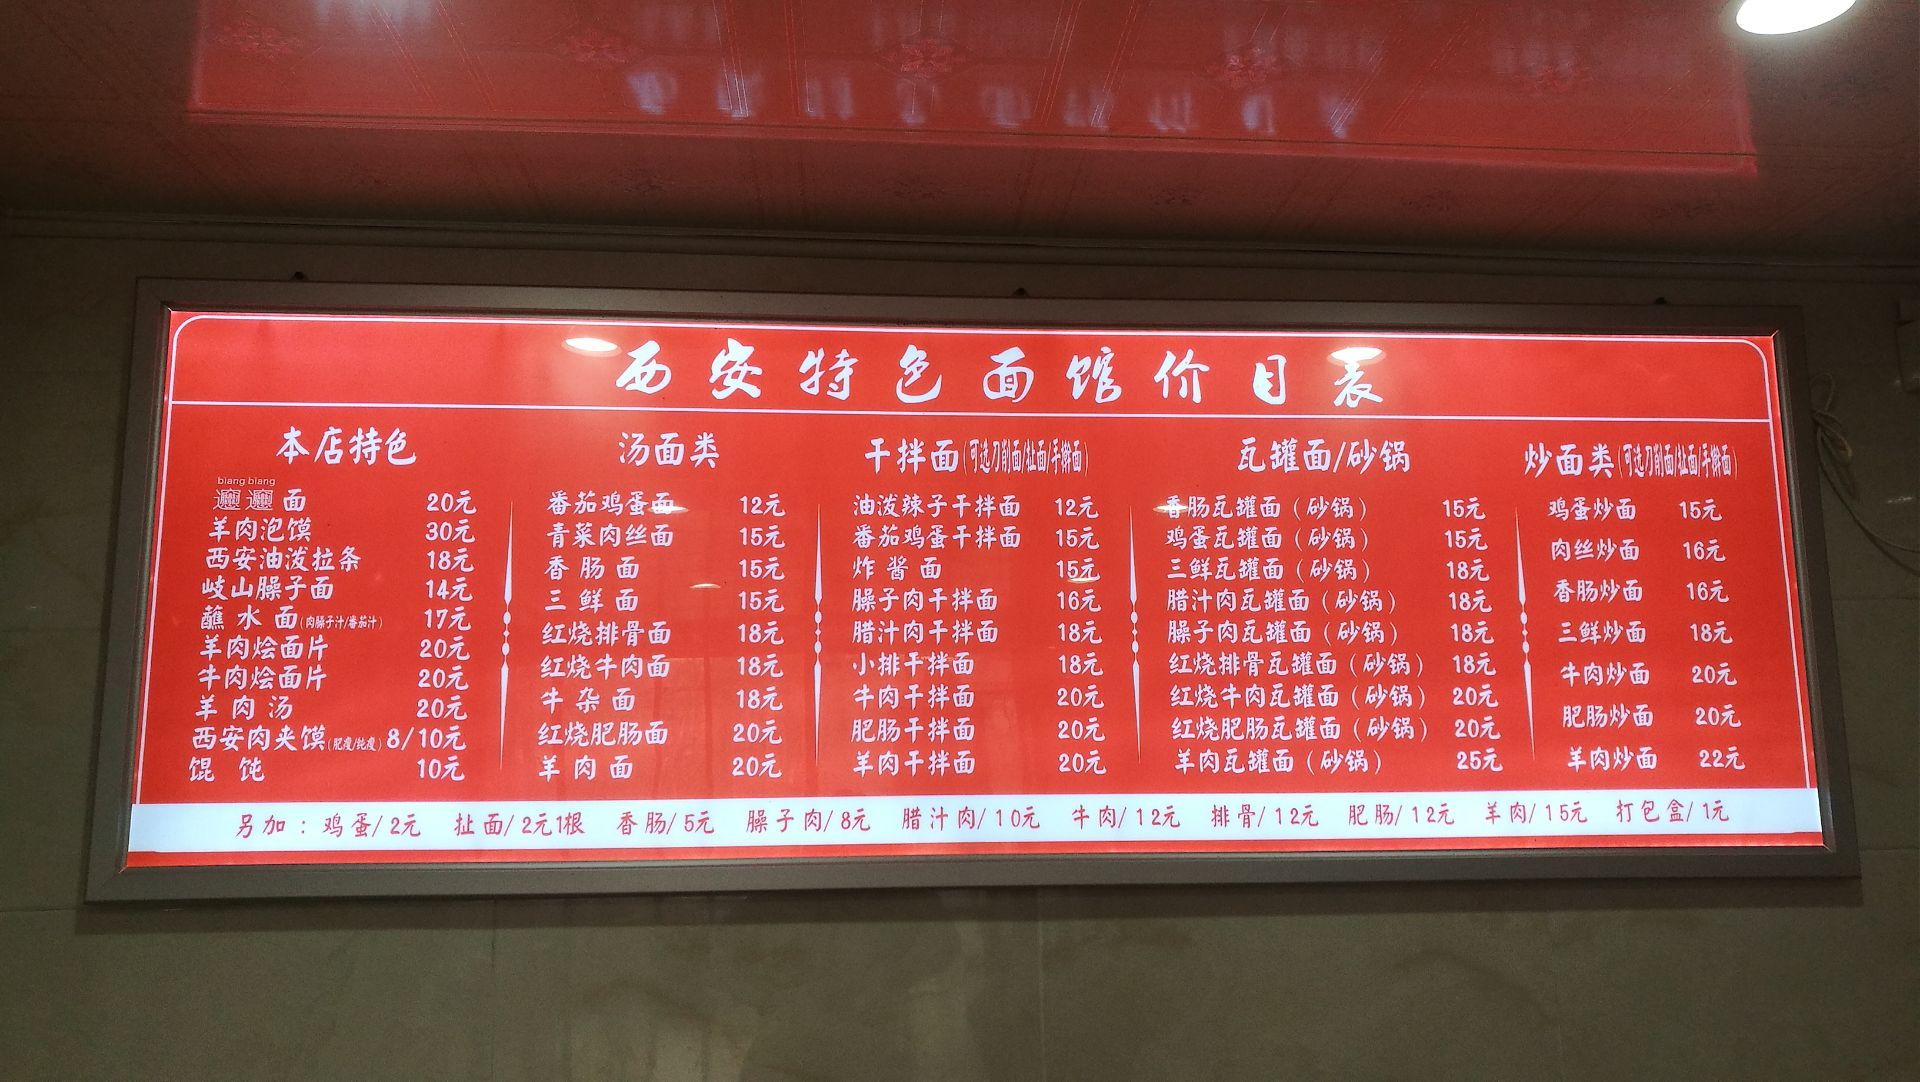 西安特色面馆价目表
本店特色
biang biang
𰻞𰻞面 20元
羊肉泡馍 30元
西安油泼拉条 18元
岐山臊子面 14元
蘸水面(肉臊子汁/番茄汁) 17元
羊肉烩面片 20元
牛肉烩面片 20元
羊肉汤 20元
西安肉夹馍(肥瘦/纯瘦) 8/10元
馄饨 10元
汤面类
番茄鸡蛋面 12元
青菜肉丝面 15元
香肠面 15元
三鲜面 15元
红烧排骨面 18元
红烧牛肉面 18元
牛杂面 18元
红烧肥肠面 20元
羊肉面 20元
干拌面(可选刀削面/扯面/手擀面)
油泼辣子干拌面 12元
番茄鸡蛋干拌面 15元
炸酱面 15元
臊子肉干拌面 16元
腊汁肉干拌面 18元
小排干拌面 18元
牛肉干拌面 20元
肥肠干拌面 20元
羊肉干拌面 20元
瓦罐面/砂锅
香肠瓦罐面(砂锅) 15元
鸡蛋瓦罐面(砂锅) 15元
三鲜瓦罐面(砂锅) 18元
腊汁肉瓦罐面(砂锅) 18元
臊子肉瓦罐面(砂锅) 18元
红烧排骨瓦罐面(砂锅) 18元
红烧牛肉瓦罐面(砂锅) 20元
红烧肥肠瓦罐面(砂锅) 20元
羊肉瓦罐面(砂锅) 25元
炒面类(可选刀削面/扯面/手擀面)
鸡蛋炒面 15元
肉丝炒面 16元
香肠炒面 16元
三鲜炒面 18元
牛肉炒面 20元
肥肠炒面 20元
羊肉炒面 22元
另加：鸡蛋/2元 扯面/2元1根 香肠/5元 臊子肉/8元 腊汁肉/10元 牛肉/12元 排骨/12元 肥肠/12元 羊肉/15元 打包盒/1元